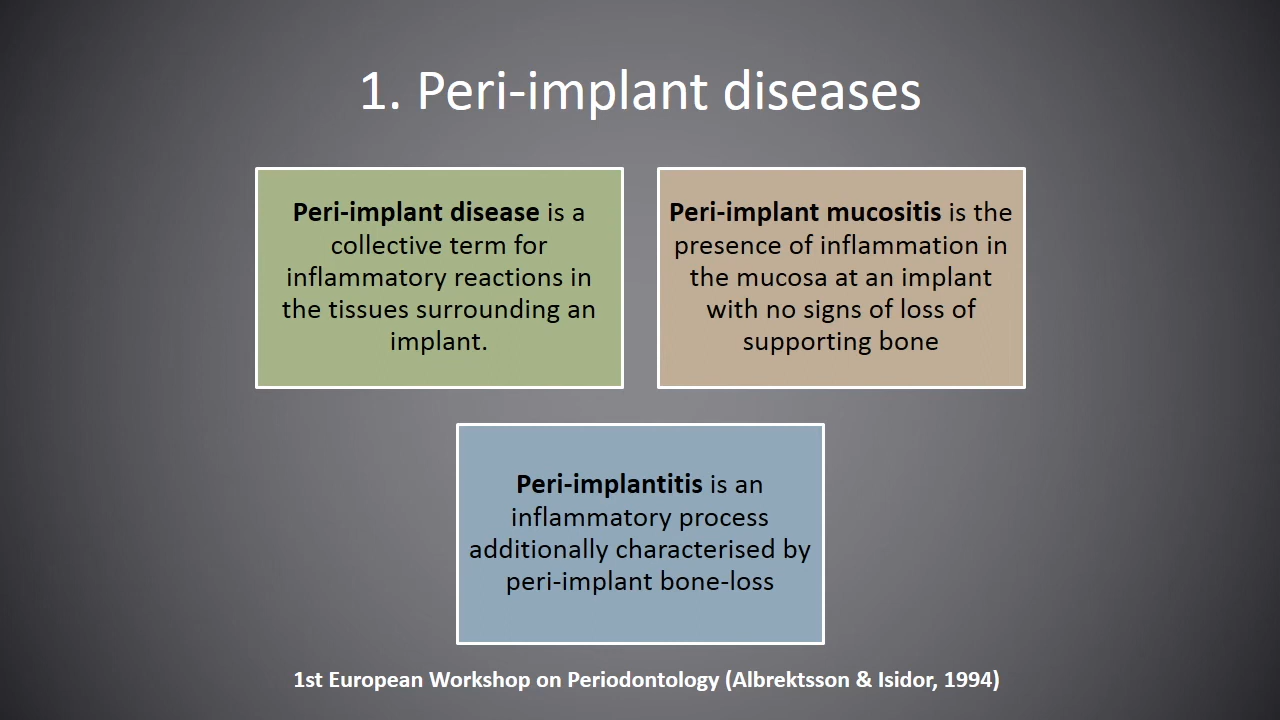 1. Peri-implant diseases
Peri-implant disease is a
collective term for
inflammatory reactions in
the tissues surrounding an
implant.
Peri-implant mucositis is the
presence of inflammation in
the mucosa at an implant
with no signs of loss of
supporting bone
Peri-implantitis is an
inflammatory process
additionally characterised by
peri-implant bone-loss
1st European Workshop on Periodontology (Albrektsson & Isidor, 1994)